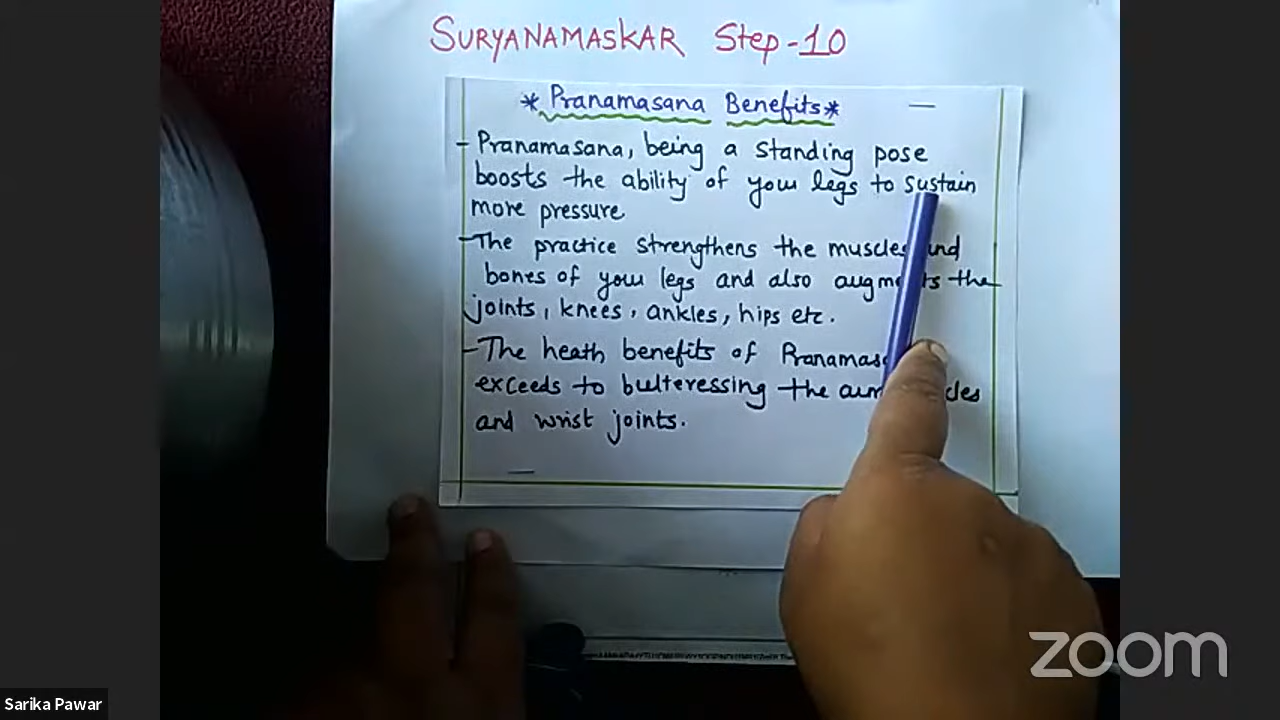 SURYANAMASKAR Step-10
* Pranamasana Benefits *
- Pranamasana, being a standing pose
boosts the ability of your legs to sustain
more pressure
- The practice strengthens the muscles and
bones of your legs and also augments the
joints, knees, ankles, hips etc.
- The heath benefits of
exceeds to bulteressing the
and wrist joints.
zoom
Sarika Pawar